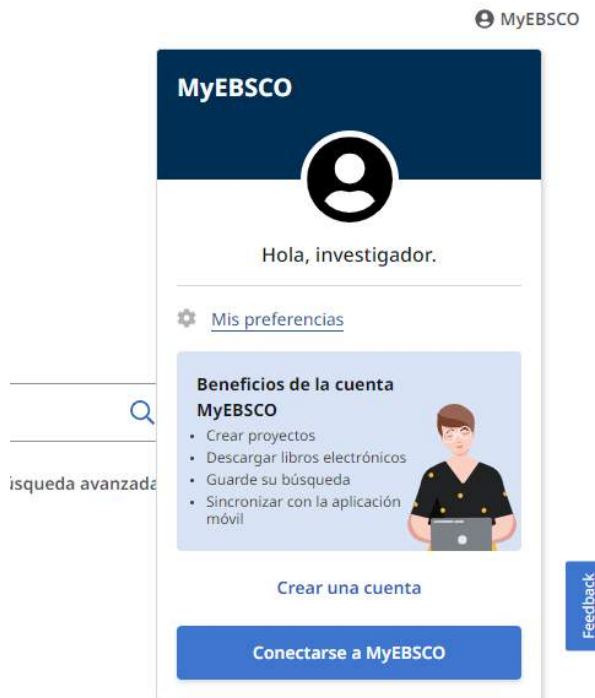 MyEBSCO
MyEBSCO
Hola, investigador.
Mis preferencias
Beneficios de la cuenta
MyEBSCO
• Crear proyectos
• Descargar libros electrónicos
• Guarde su búsqueda
• Sincronizar con la aplicación
móvil
úsqueda avanzada
Crear una cuenta
Feedback
Conectarse a MyEBSCO